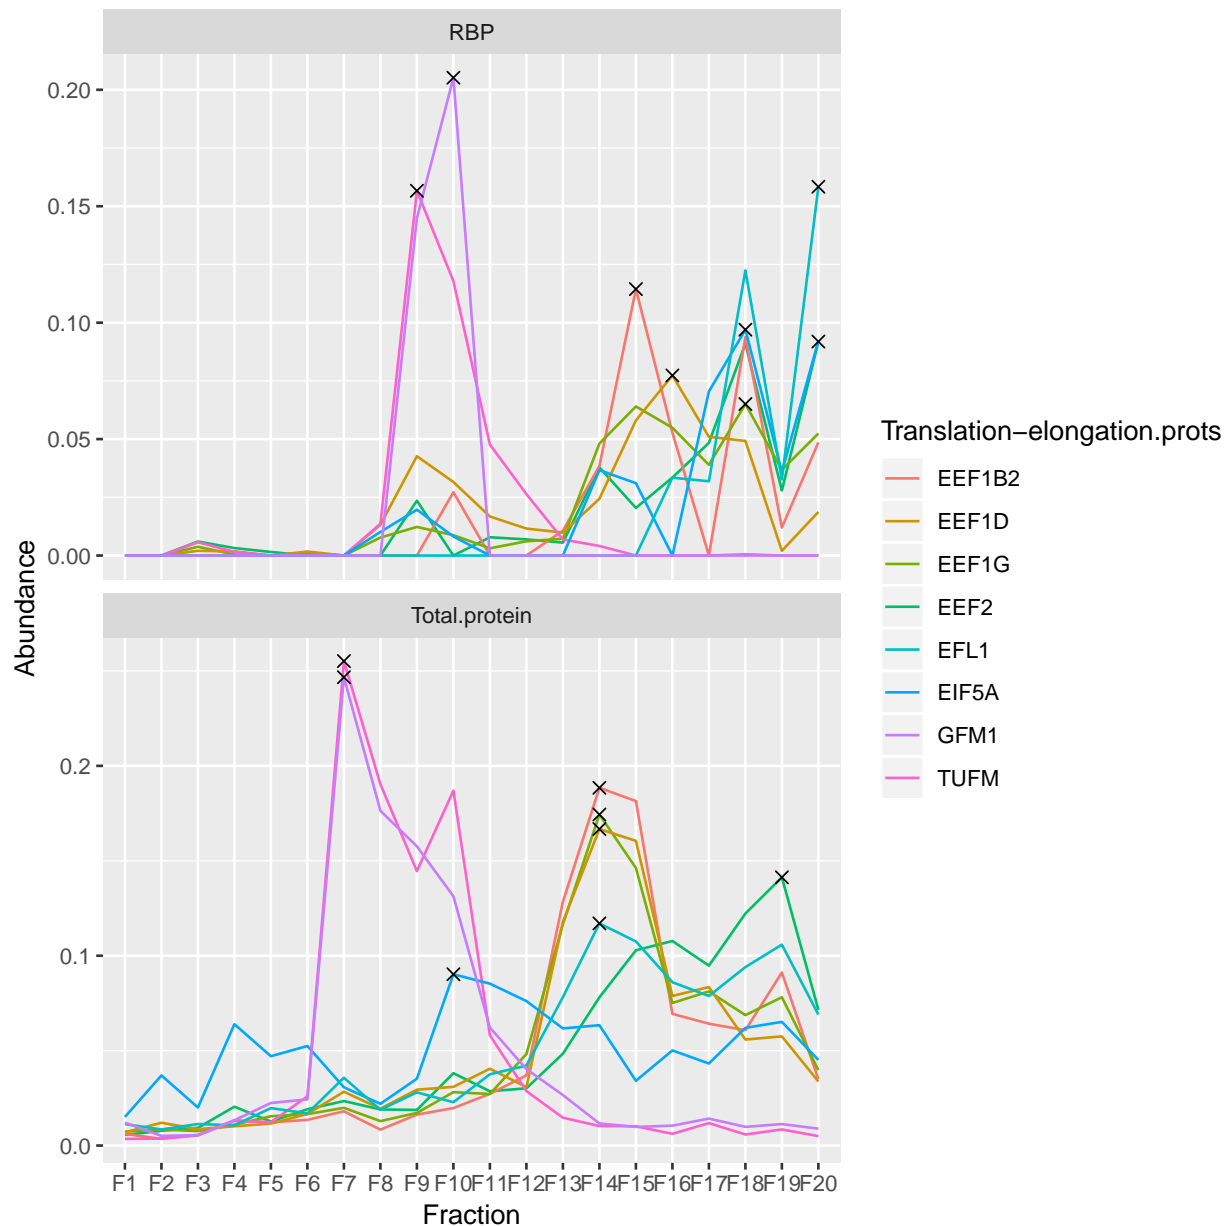 RBP
0.20
0.15
0.10
0.05
0.00
Abundance
Total.protein
0.2
0.1
0.0
F1 F2 F3 F4 F5 F6 F7 F8 F9 F10 F11 F12 F13 F14 F15 F16 F17 F18 F19 F20
Fraction
Translation−elongation.prots
EEF1B2
EEF1D
EEF1G
EEF2
EFL1
EIF5A
GFM1
TUFM